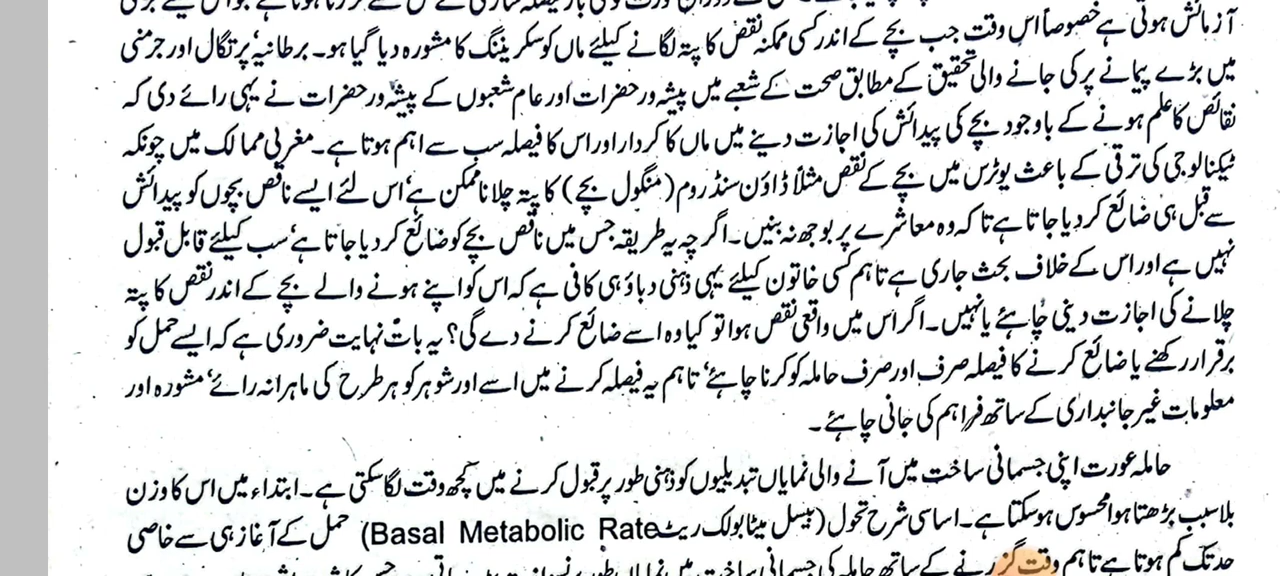 آزمائش ہوتی ہے خصوصاً اس وقت جب بچے کے اندر کسی ممکنہ نقص کا پتہ لگانے کیلئے ماں کو سکریننگ کا مشورہ دیا گیا ہو۔ برطانیہ‘ پرتگال اور جرمنی
میں بڑے پیمانے پر کی جانے والی تحقیق کے مطابق صحت کے شعبے میں پیشہ ور حضرات اور عام شعبوں کے پیشہ ور حضرات نے یہی رائے دی کہ
نقائص کا علم ہونے کے باوجود بچے کی پیدائش کی اجازت دینے میں ماں کا کردار اور اس کا فیصلہ سب سے اہم ہوتا ہے۔ مغربی ممالک میں چونکہ
ٹیکنالوجی کی ترقی کے باعث یوٹرس میں بچے کے نقص مثلاً ڈاؤن سنڈروم (منگول بچے) کا پتہ چلانا ممکن ہے‘ اس لئے ایسے ناقص بچوں کو پیدائش
سے قبل ہی ضائع کر دیا جاتا ہے تاکہ وہ معاشرے پر بوجھ نہ بنیں۔ اگرچہ یہ طریقہ جس میں ناقص بچے کو ضائع کر دیا جاتا ہے‘ سب کیلئے قابل قبول
نہیں ہے اور اس کے خلاف بحث جاری ہے تاہم کسی خاتون کیلئے یہی ذہنی دباؤ ہی کافی ہے کہ اس کو اپنے ہونے والے بچے کے اندر نقص کا پتہ
چلانے کی اجازت دینی چاہئے یا نہیں۔ اگر اس میں واقعی نقص ہوا تو کیا وہ اسے ضائع کرنے دے گی؟ یہ بات نہایت ضروری ہے کہ ایسے حمل کو
برقرار رکھنے یا ضائع کرنے کا فیصلہ صرف اور صرف حاملہ کو کرنا چاہئے‘ تاہم یہ فیصلہ کرنے میں اسے اور شوہر کو ہر طرح کی ماہرانہ رائے‘ مشورہ اور
معلومات غیر جانبداری کے ساتھ فراہم کی جانی چاہئے۔
حاملہ عورت اپنی جسمانی ساخت میں آنے والی نمایاں تبدیلیوں کو ذہنی طور پر قبول کرنے میں کچھ وقت لگا سکتی ہے۔ ابتداء میں اس کا وزن
بلا سبب بڑھتا ہوا محسوس ہو سکتا ہے۔ اساسی شرح تحول (بیسل میٹابولک ریٹ Basal Metabolic Rate) حمل کے آغاز ہی سے خاصی
حد تک کم ہوتا ہے تاہم وقت گزرنے کے ساتھ حاملہ کی جسمانی ساخت میں نمایاں طور پر